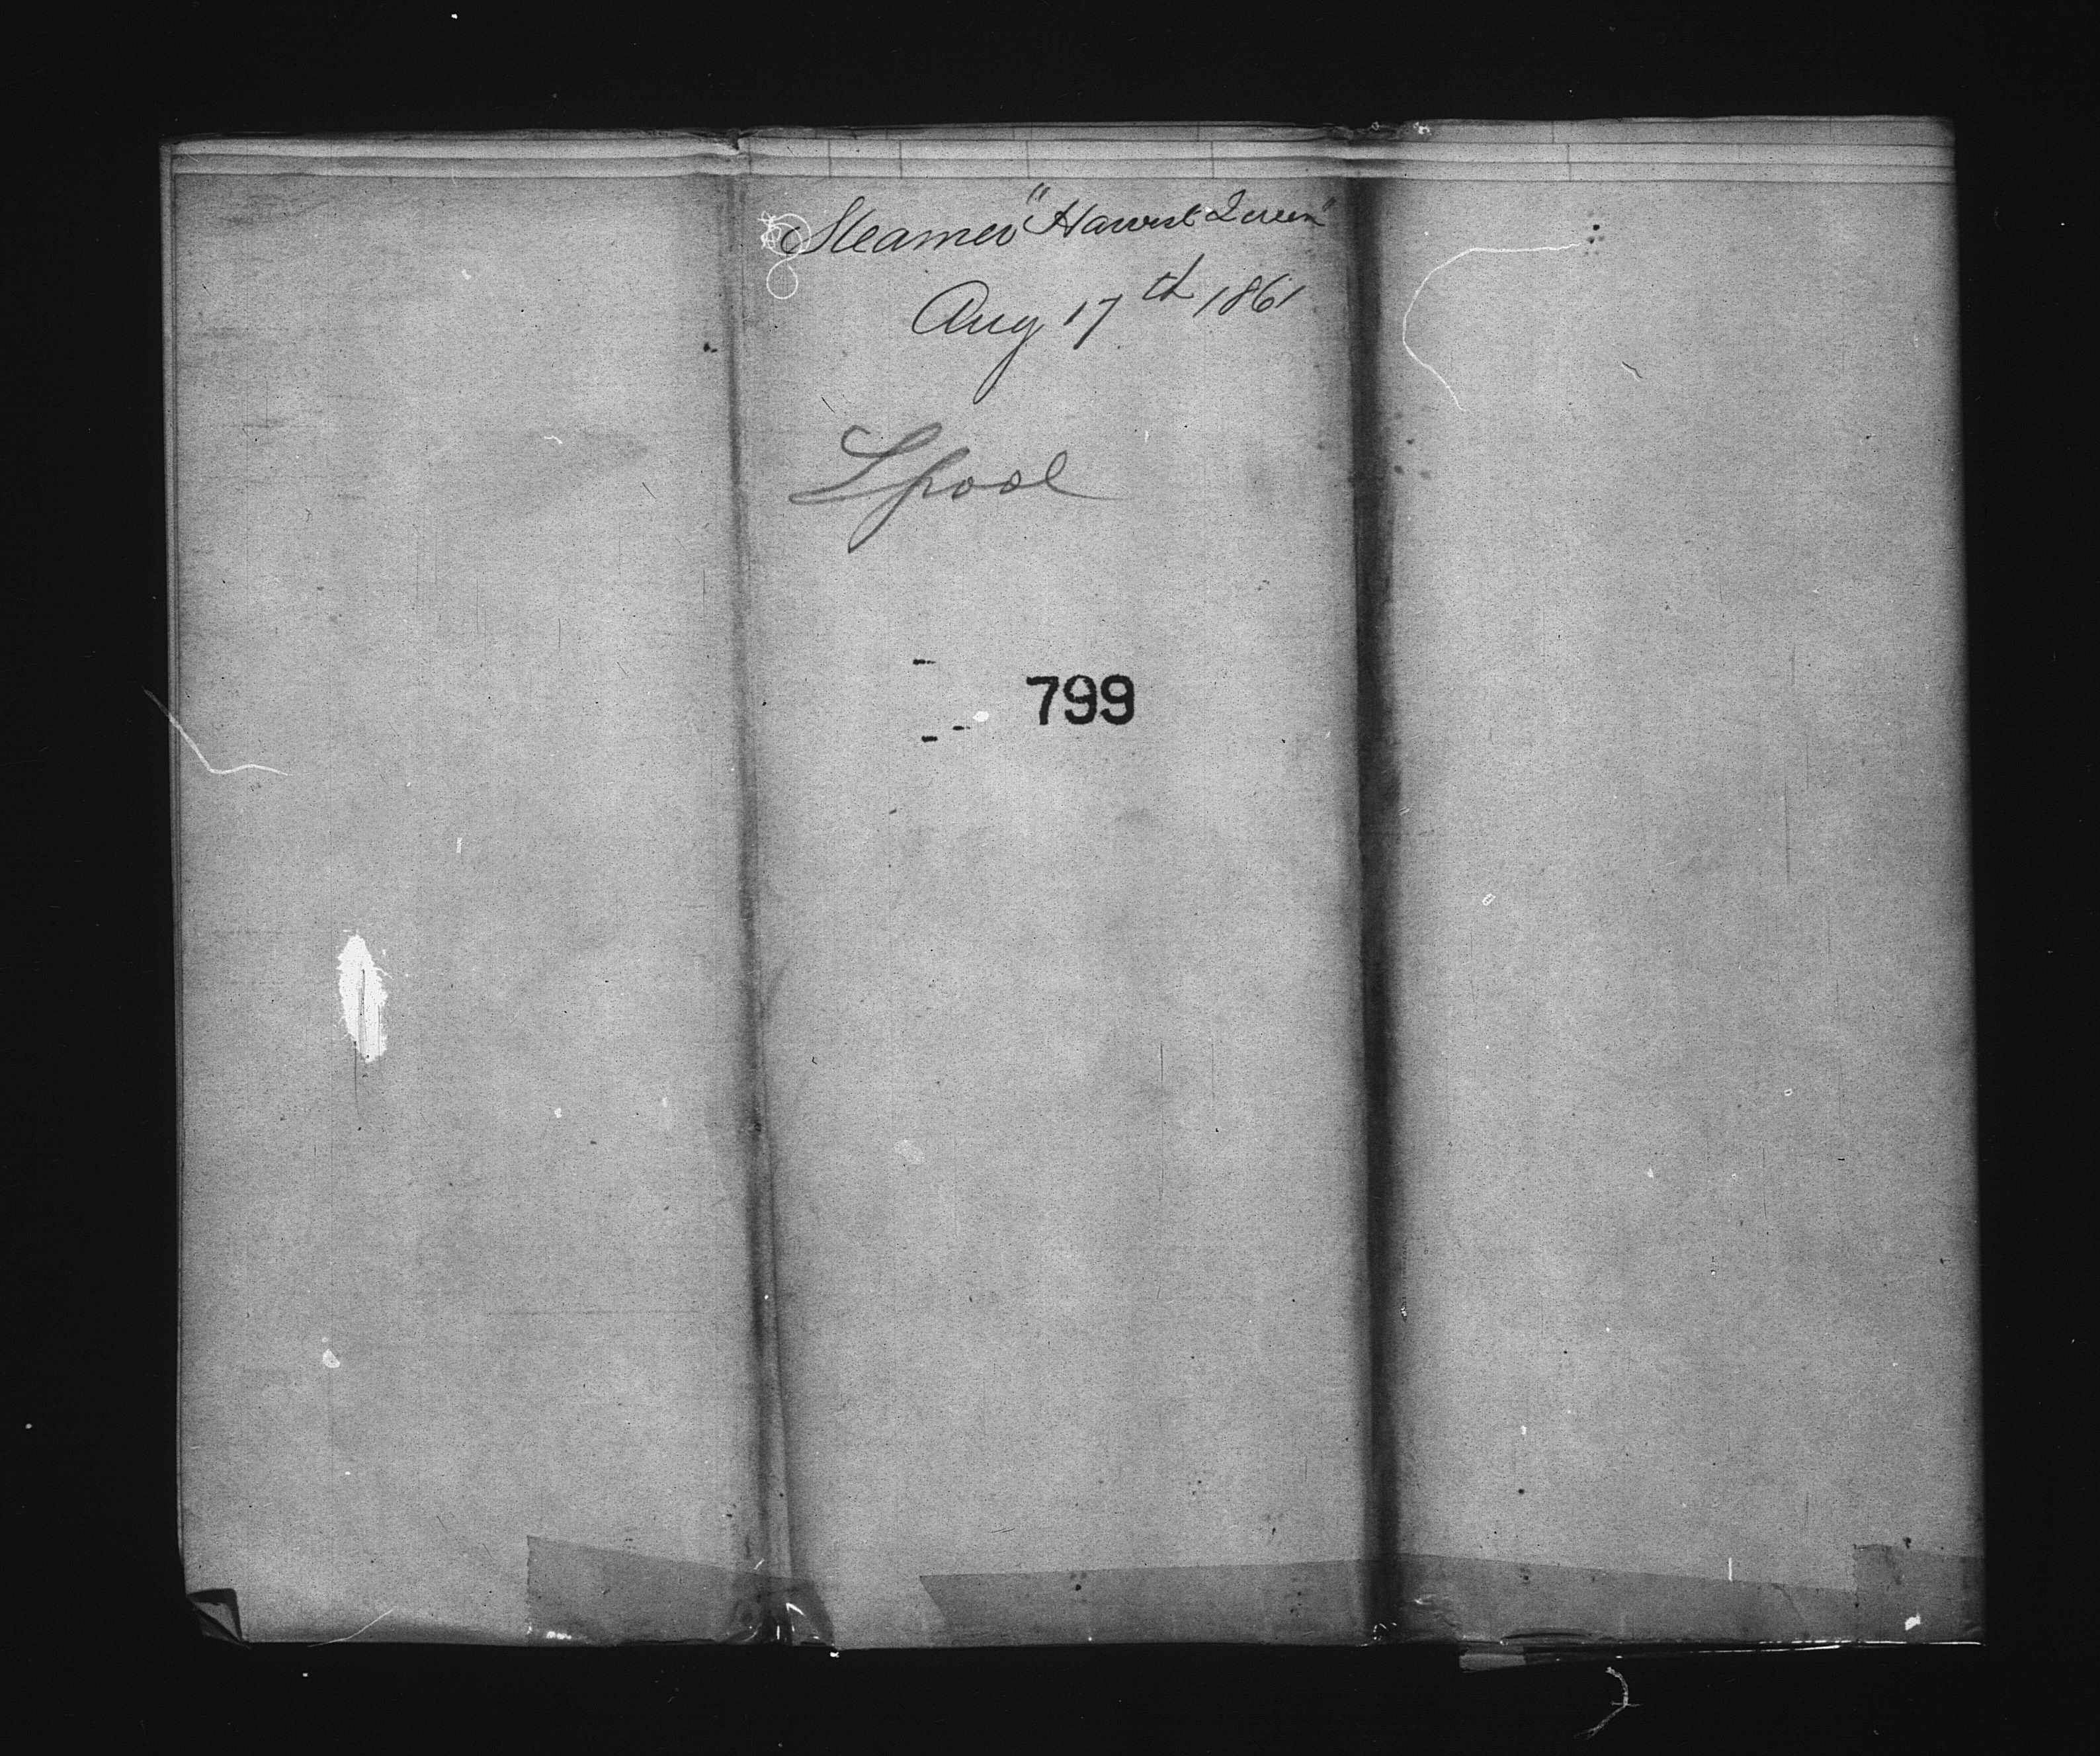 Steamer "Harvest Queen"
Aug 17th 1861
Lpool
799